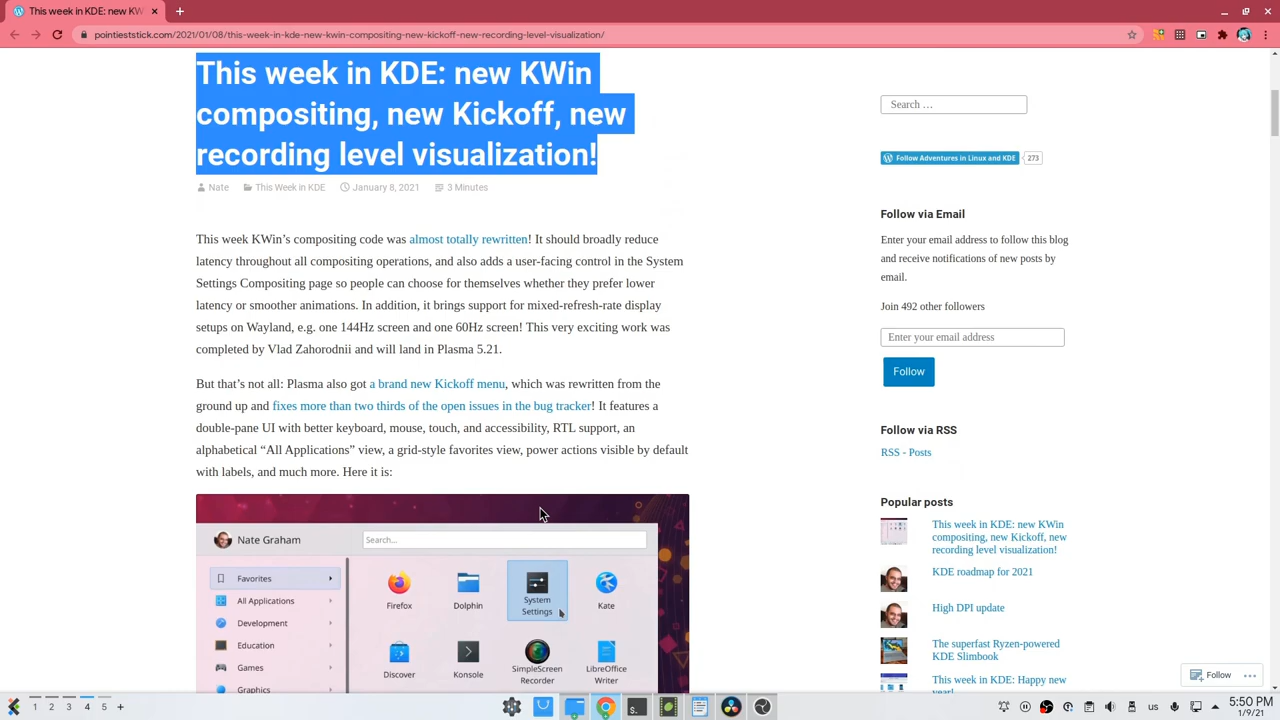 This week in KDE: new KW
pointieststick.com/2021/01/08/this-week-in-kde-new-kwin-compositing-new-kickoff-new-recording-level-visualization/
This week in KDE: new KWin
compositing, new Kickoff, new
recording level visualization!
Nate This Week in KDE January 8, 2021 3 Minutes
This week KWin’s compositing code was almost totally rewritten! It should broadly reduce
latency throughout all compositing operations, and also adds a user-facing control in the System
Settings Compositing page so people can choose for themselves whether they prefer lower
latency or smoother animations. In addition, it brings support for mixed-refresh-rate display
setups on Wayland, e.g. one 144Hz screen and one 60Hz screen! This very exciting work was
completed by Vlad Zahorodnii and will land in Plasma 5.21.
But that’s not all: Plasma also got a brand new Kickoff menu, which was rewritten from the
ground up and fixes more than two thirds of the open issues in the bug tracker! It features a
double-pane UI with better keyboard, mouse, touch, and accessibility, RTL support, an
alphabetical “All Applications” view, a grid-style favorites view, power actions visible by default
with labels, and much more. Here it is:
Nate Graham
Search...
Favorites
All Applications
Development
Education
Games
Graphics
Firefox Dolphin System Settings Kate
Discover Konsole SimpleScreen Recorder LibreOffice Writer
Search …
Follow Adventures in Linux and KDE 273
Follow via Email
Enter your email address to follow this blog
and receive notifications of new posts by
email.
Join 492 other followers
Enter your email address
Follow
Follow via RSS
RSS - Posts
Popular posts
This week in KDE: new KWin
compositing, new Kickoff, new
recording level visualization!
KDE roadmap for 2021
High DPI update
The superfast Ryzen-powered
KDE Slimbook
This week in KDE: Happy new
year!
Follow
1 2 3 4 5
us
5:50 PM
1/9/21